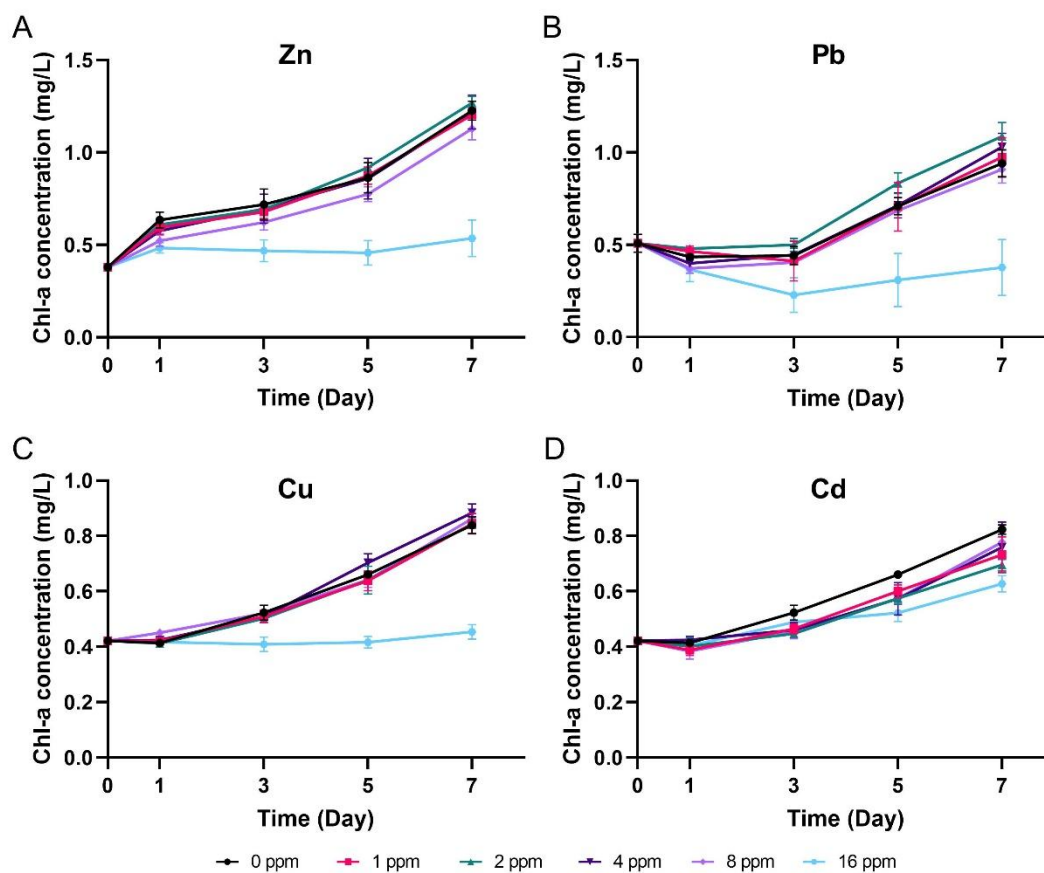 A
Zn
Chl-a concentration (mg/L)
1.5
1.0
0.5
0.0
0 1 3 5 7
Time (Day)
B
Pb
Chl-a concentration (mg/L)
1.5
1.0
0.5
0.0
0 1 3 5 7
Time (Day)
C
Cu
Chl-a concentration (mg/L)
1.0
0.8
0.6
0.4
0.2
0.0
0 1 3 5 7
Time (Day)
D
Cd
Chl-a concentration (mg/L)
1.0
0.8
0.6
0.4
0.2
0.0
0 1 3 5 7
Time (Day)
0 ppm 1 ppm 2 ppm 4 ppm 8 ppm 16 ppm